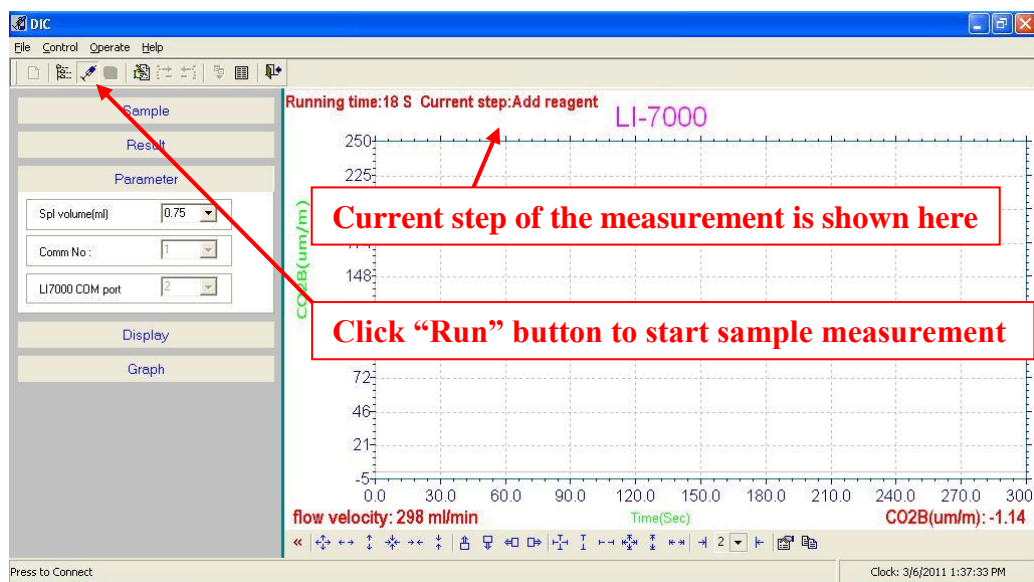 DIC
File Control Operate Help
Running time:18 S Current step:Add reagent
LI-7000
Sample
Result
Parameter
Spl volume(ml) 0.75
Comm No : 1
LI7000 COM port 2
Display
Graph
250
225
Current step of the measurement is shown here
CO2B(um/m)
148
Click “Run” button to start sample measurement
72
46
21
-5
0.0 30.0 60.0 90.0 120.0 150.0 180.0 210.0 240.0 270.0 300
flow velocity: 298 ml/min Time(Sec) CO2B(um/m): -1.14
2
Press to Connect Clock: 3/6/2011 1:37:33 PM